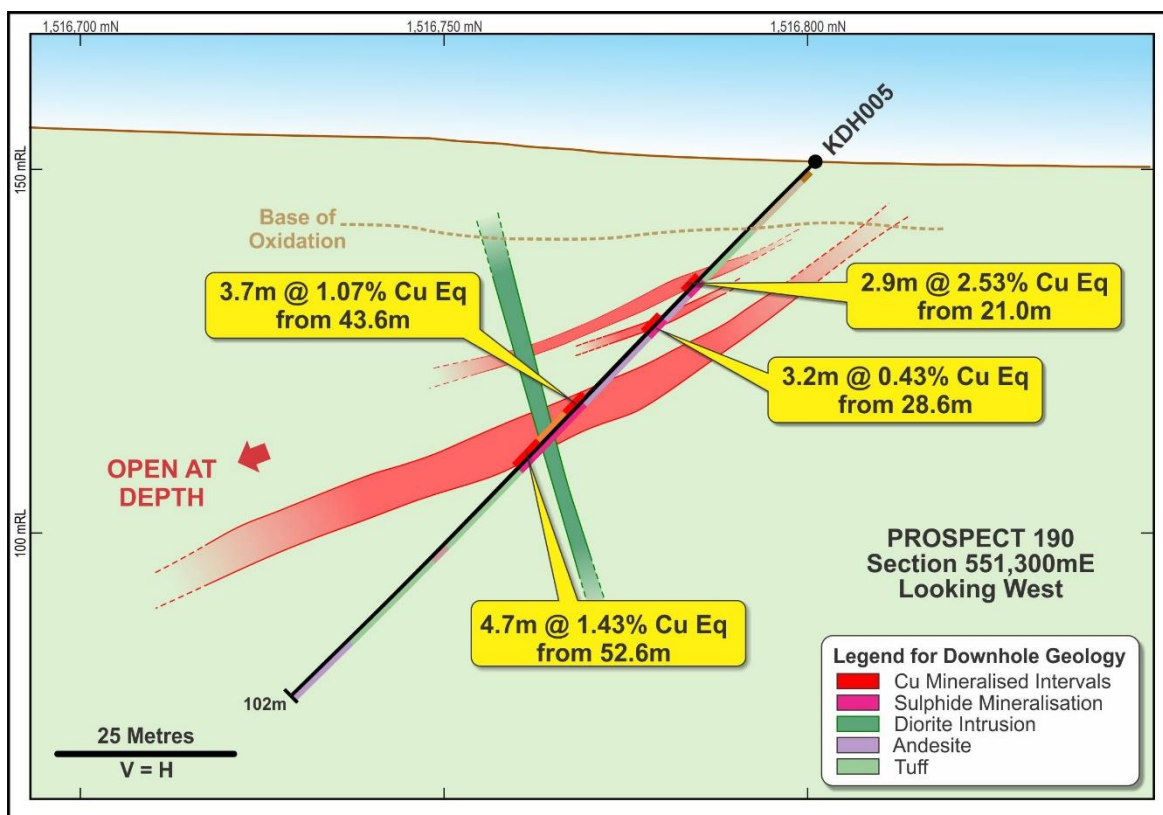 1,516,700 mN
1,516,750 mN
1,516,800 mN
KDH005
150 mRL
Base of
Oxidation
3.7m @ 1.07% Cu Eq
from 43.6m
2.9m @ 2.53% Cu Eq
from 21.0m
3.2m @ 0.43% Cu Eq
from 28.6m
OPEN AT
DEPTH
100 mRL
PROSPECT 190
Section 551,300mE
Looking West
4.7m @ 1.43% Cu Eq
from 52.6m
102m
25 Metres
V = H
Legend for Downhole Geology
Cu Mineralised Intervals
Sulphide Mineralisation
Diorite Intrusion
Andesite
Tuff